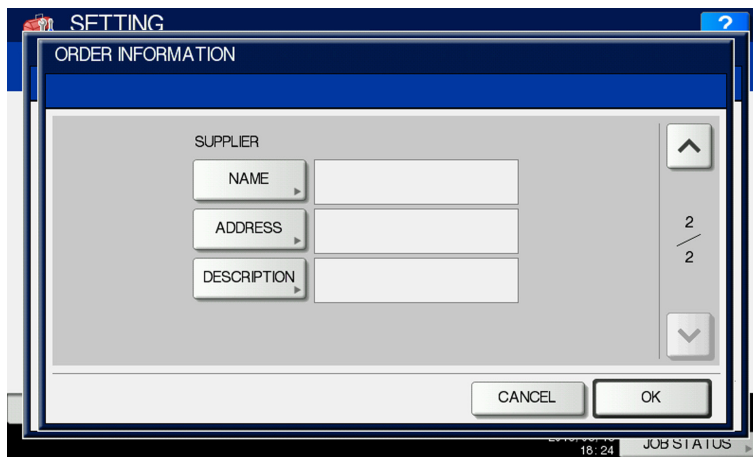 SETTING
?
ORDER INFORMATION
SUPPLIER
NAME
ADDRESS
DESCRIPTION
2
2
CANCEL
OK
18:24
JOB STATUS